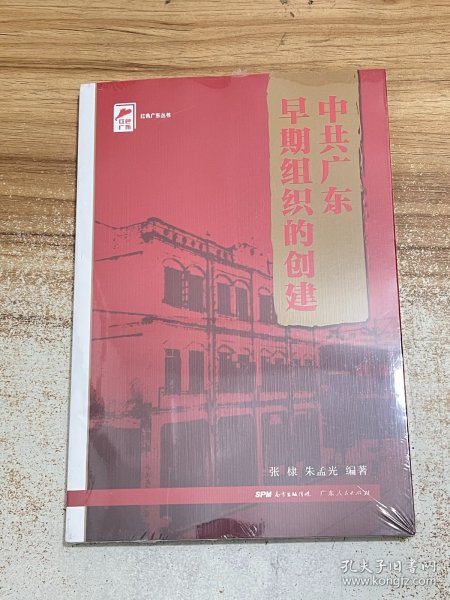 红色
广东
红色广东丛书
中共广东
早期组织的创建
张棣 朱孟光 编著
SPM 南方出版传媒 广东人民出版社
孔夫子旧书网
www.kongfz.com